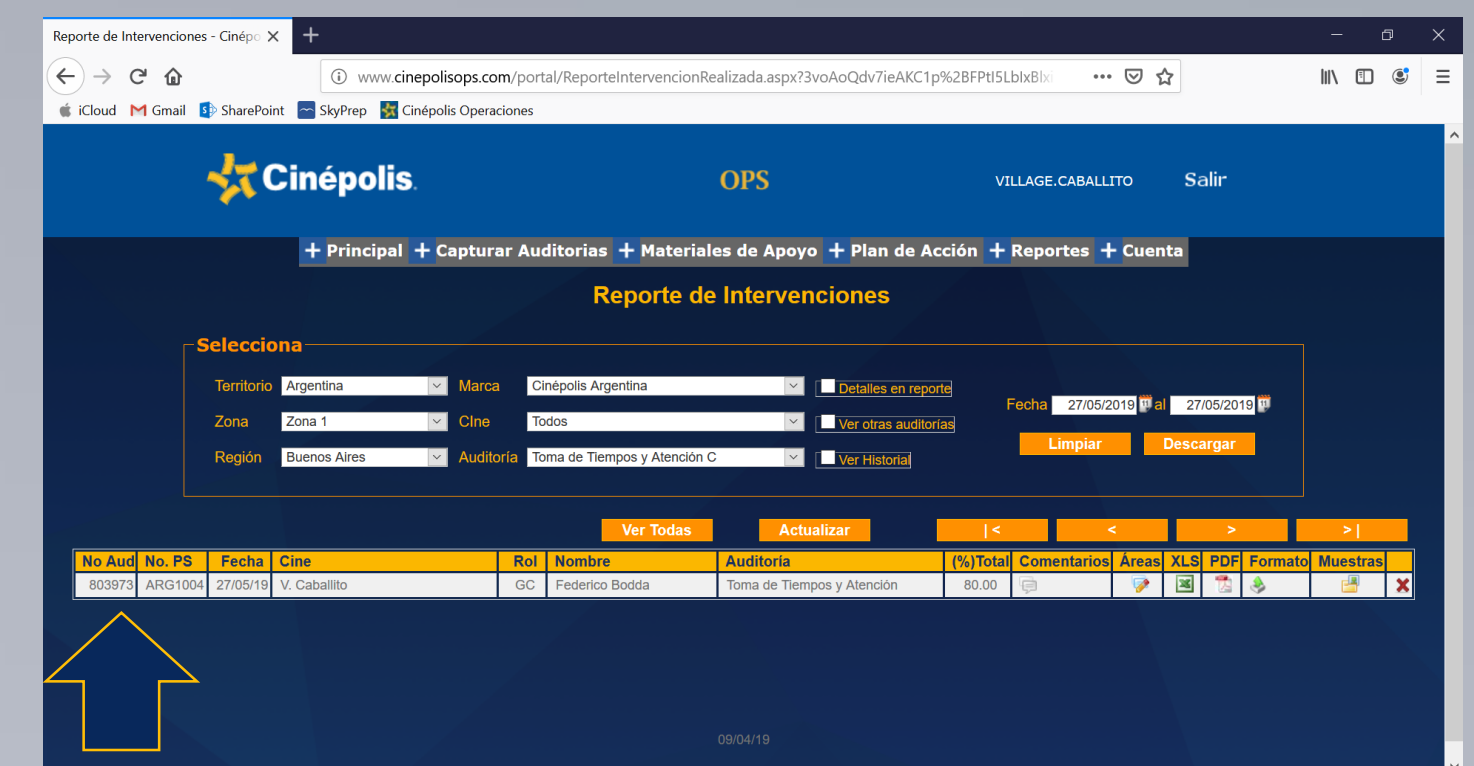 Reporte de Intervenciones - Cinépo
www.cinepolisops.com/portal/ReporteIntervencionRealizada.aspx?3voAoQdv7ieAKC1p%2BFPtI5LbIxBIxi
iCloud Gmail SharePoint SkyPrep Cinépolis Operaciones
Cinépolis. OPS VILLAGE.CABALLITO Salir
+ Principal + Capturar Auditorias + Materiales de Apoyo + Plan de Acción + Reportes + Cuenta
Reporte de Intervenciones
Selecciona
Territorio Argentina Marca Cinépolis Argentina Detalles en reporte
Fecha 27/05/2019 al 27/05/2019
Zona Zona 1 CIne Todos Ver otras auditorías
Limpiar Descargar
Región Buenos Aires Auditoría Toma de Tiempos y Atención C Ver Historial
Ver Todas Actualizar |< < > >|
No Aud No. PS Fecha Cine Rol Nombre Auditoría (%)Total Comentarios Áreas XLS PDF Formato Muestras
803973 ARG1004 27/05/19 V. Caballito GC Federico Bodda Toma de Tiempos y Atención 80.00
09/04/19